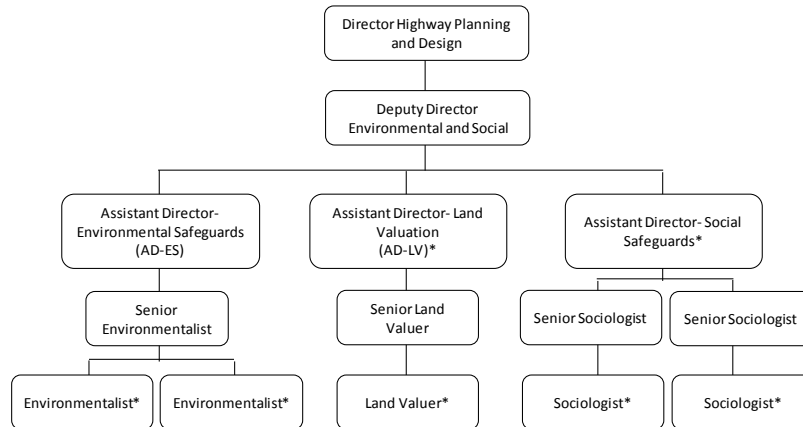 Director Highway Planning
and Design
Deputy Director
Environmental and Social
Assistant Director-
Environmental Safeguards
(AD-ES)
Assistant Director- Land
Valuation
(AD-LV)*
Assistant Director- Social
Safeguards*
Senior
Environmentalist
Senior Land
Valuer
Senior Sociologist
Senior Sociologist
Environmentalist*
Environmentalist*
Land Valuer*
Sociologist*
Sociologist*